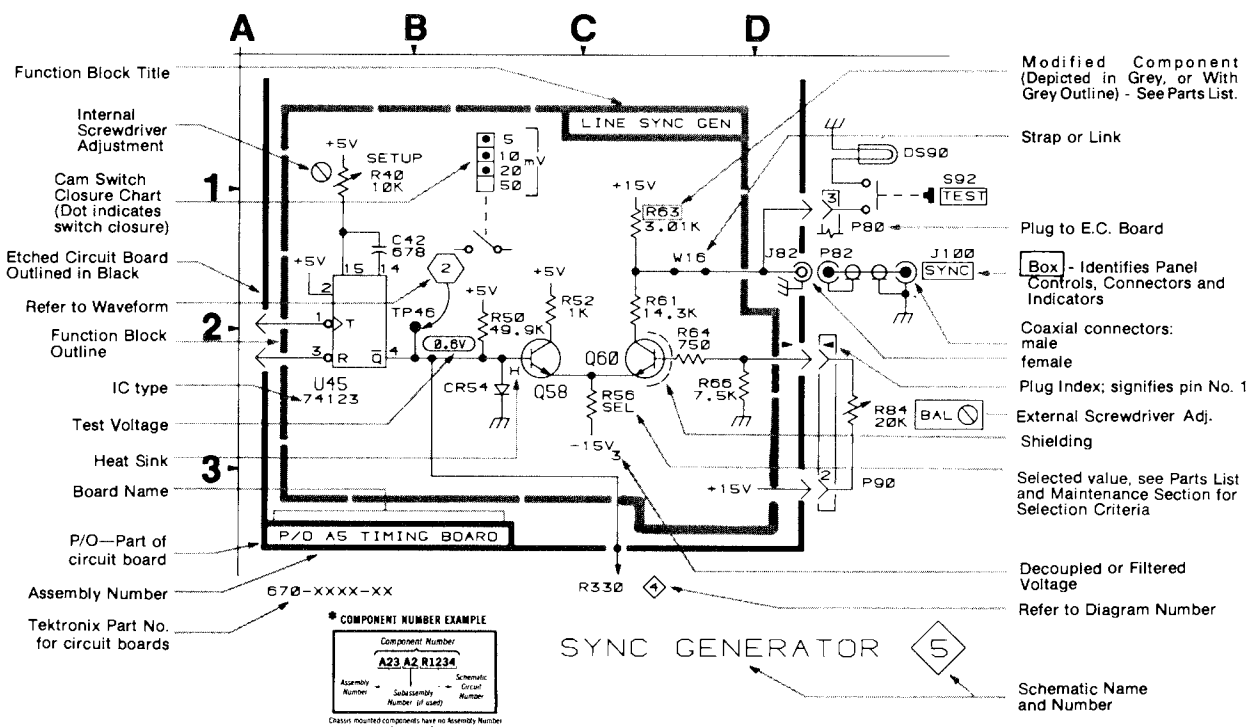 A B C D
Function Block Title
Internal
Screwdriver
Adjustment
Cam Switch
Closure Chart
(Dot indicates
switch closure)
Etched Circuit Board
Outlined in Black
Refer to Waveform
Function Block
Outline
IC type
Test Voltage
Heat Sink
Board Name
P/O—Part of
circuit board
Assembly Number
Tektronix Part No.
for circuit boards
1
2
3
LINE SYNC GEN
+5V
SETUP
R40
10K
5
10
20
50
mV
C42
678
15 14
+5V
2
1
T
3
R
Q
4
U45
74123
2
TP46
0.6V
+5V
R50
49.9K
CR54
H
+5V
R52
1K
Q58
Q60
R56
SEL
-15V
3
+15V
R63
3.01K
W16
R61
14.3K
R64
750
R66
7.5K
+15V
DS90
S92
TEST
3
P80
J82 P82 J100
SYNC
R84
20K
BAL
2
P90
P/O A5 TIMING BOARD
670-XXXX-XX
R330 4
SYNC GENERATOR 5
Modified Component
(Depicted in Grey, or With
Grey Outline) - See Parts List.
Strap or Link
Plug to E.C. Board
Box - Identifies Panel
Controls, Connectors and
Indicators
Coaxial connectors:
male
female
Plug Index; signifies pin No. 1
External Screwdriver Adj.
Shielding
Selected value, see Parts List
and Maintenance Section for
Selection Criteria
Decoupled or Filtered
Voltage
Refer to Diagram Number
Schematic Name
and Number
* COMPONENT NUMBER EXAMPLE
Component Number
A23 A2 R1234
Assembly
Number
Subassembly
Number (if used)
Schematic
Circuit
Number
Chassis mounted components have no Assembly Number